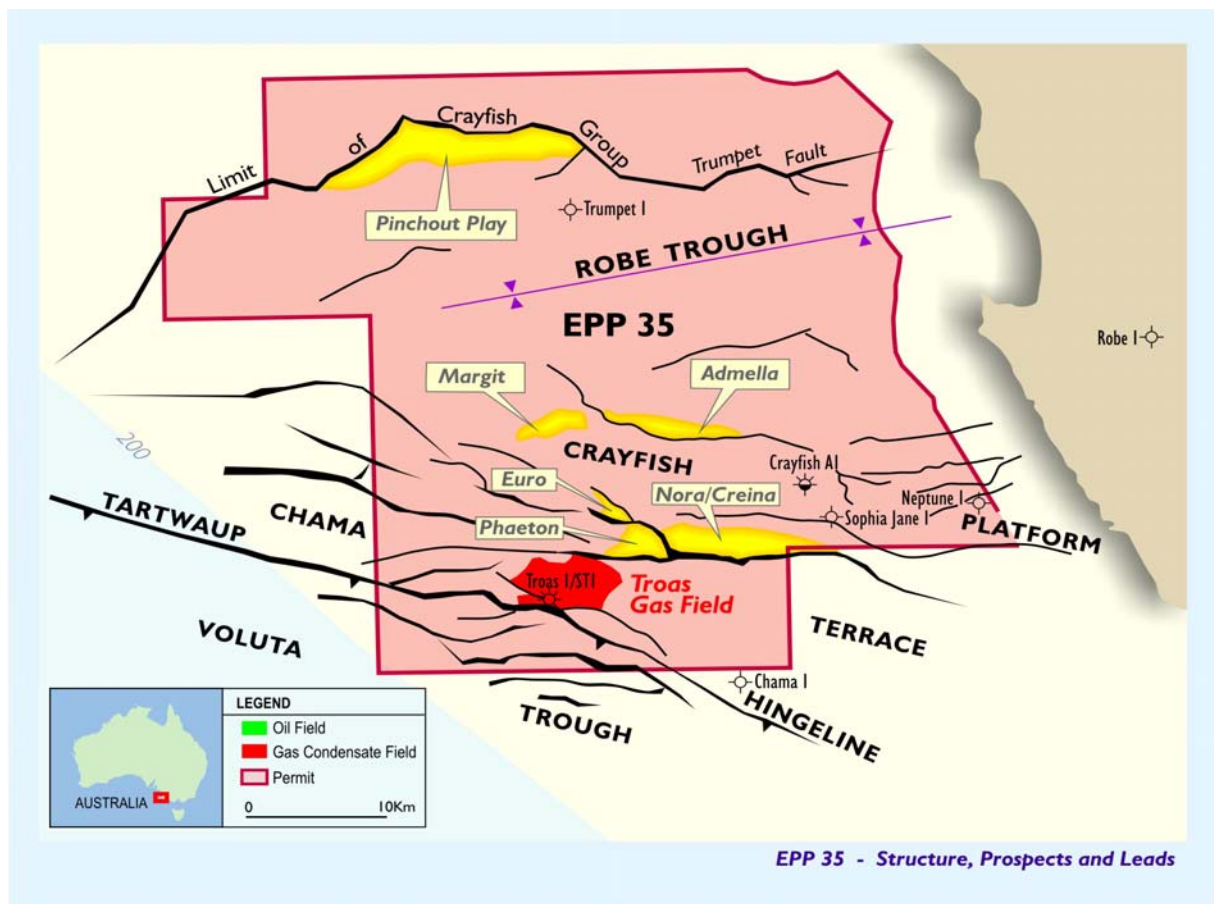 Limit of Crayfish Group
Trumpet Fault
Pinchout Play
Trumpet 1
ROBE TROUGH
EPP 35
Robe 1
Margit
Admella
CRAYFISH
Crayfish A1
200
Euro
Nora/Creina
Neptune 1
TARTWAUP
CHAMA
Phaeton
Sophia Jane 1
PLATFORM
Troas 1/ST1
Troas
Gas Field
VOLUTA
TERRACE
Chama 1
HINGELINE
TROUGH
AUSTRALIA
LEGEND
Oil Field
Gas Condensate Field
Permit
0 10Km
EPP 35 - Structure, Prospects and Leads